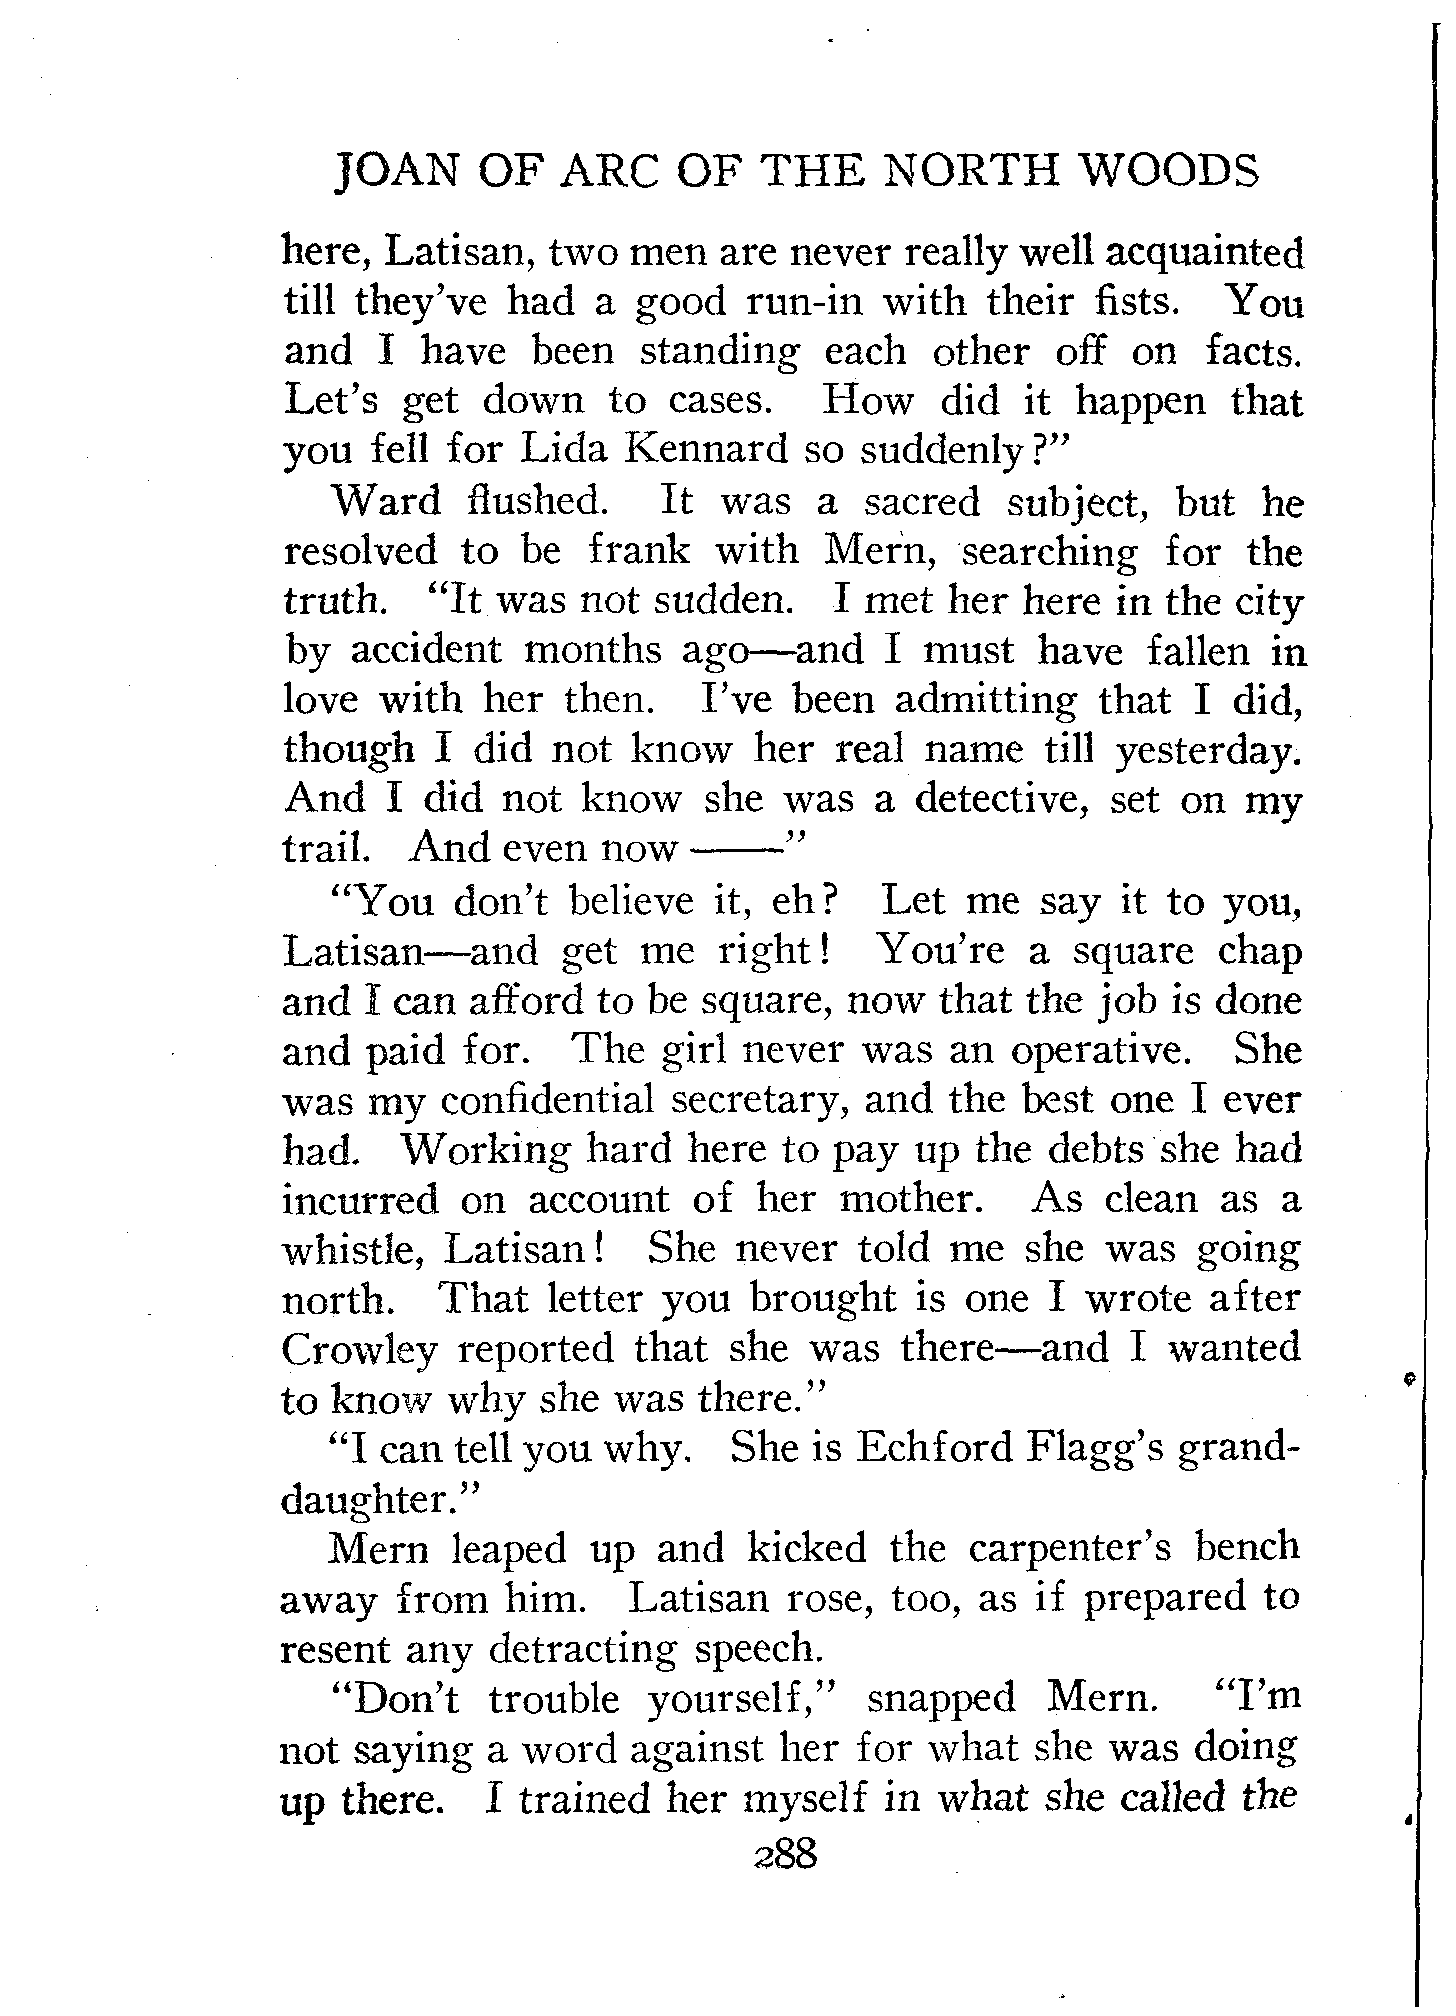 JOAN OF ARC OF THE NORTH WOODS
here, Latisan, two men are never really well acquainted
till they've had a good run-in with their fists. You
and I have been standing each other off on facts.
Let's get down to cases. How did it happen that
you fell for Lida Kennard so suddenly?"
Ward flushed. It was a sacred subject, but he
resolved to be frank with Mern, searching for the
truth. "It was not sudden. I met her here in the city
by accident months ago—and I must have fallen in
love with her then. I've been admitting that I did,
though I did not know her real name till yesterday.
And I did not know she was a detective, set on my
trail. And even now ——"
"You don't believe it, eh? Let me say it to you,
Latisan—and get me right! You're a square chap
and I can afford to be square, now that the job is done
and paid for. The girl never was an operative. She
was my confidential secretary, and the best one I ever
had. Working hard here to pay up the debts she had
incurred on account of her mother. As clean as a
whistle, Latisan! She never told me she was going
north. That letter you brought is one I wrote after
Crowley reported that she was there—and I wanted
to know why she was there."
"I can tell you why. She is Echford Flagg's grand-
daughter."
Mern leaped up and kicked the carpenter's bench
away from him. Latisan rose, too, as if prepared to
resent any detracting speech.
"Don't trouble yourself," snapped Mern. "I'm
not saying a word against her for what she was doing
up there. I trained her myself in what she called the
288